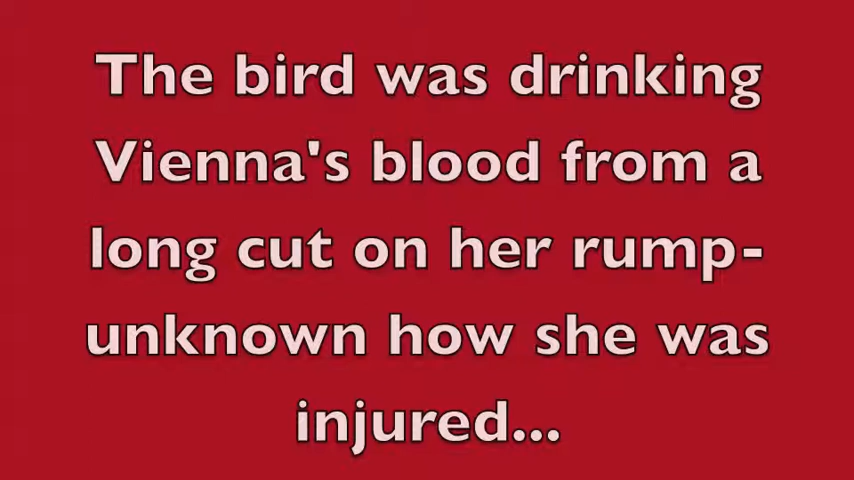 The bird was drinking
Vienna's blood from a
long cut on her rump-
unknown how she was
injured...